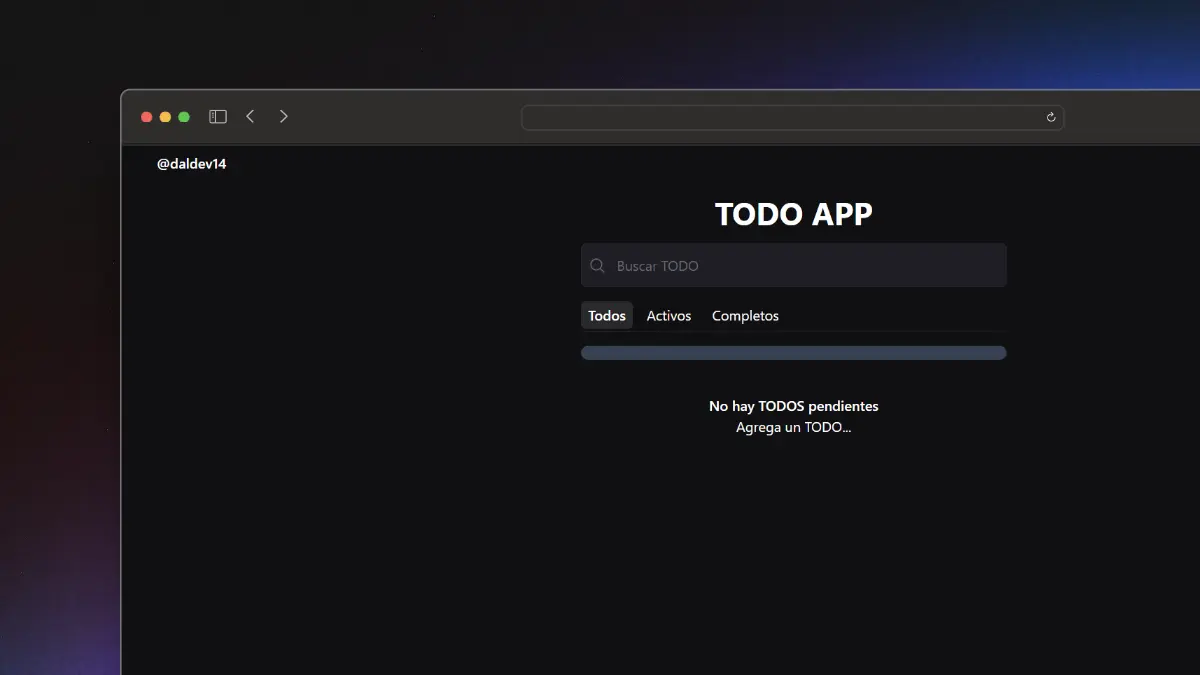 @daldev14
TODO APP
Buscar TODO
Todos Activos Completos
No hay TODOS pendientes
Agrega un TODO...